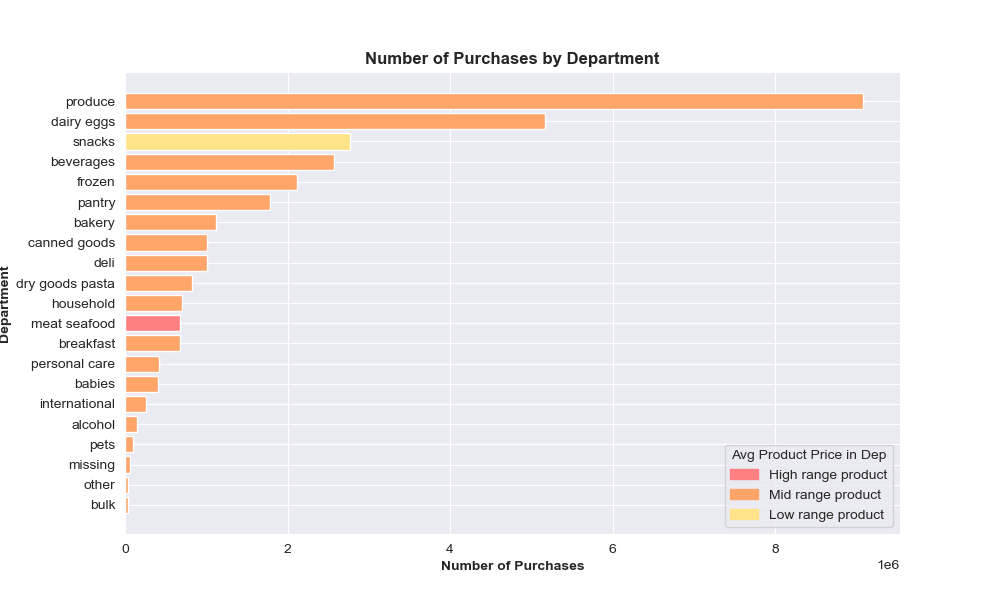 Number of Purchases by Department
Department
produce
dairy eggs
snacks
beverages
frozen
pantry
bakery
canned goods
deli
dry goods pasta
household
meat seafood
breakfast
personal care
babies
international
alcohol
pets
missing
other
bulk
Avg Product Price in Dep
High range product
Mid range product
Low range product
0 2 4 6 8
1e6
Number of Purchases